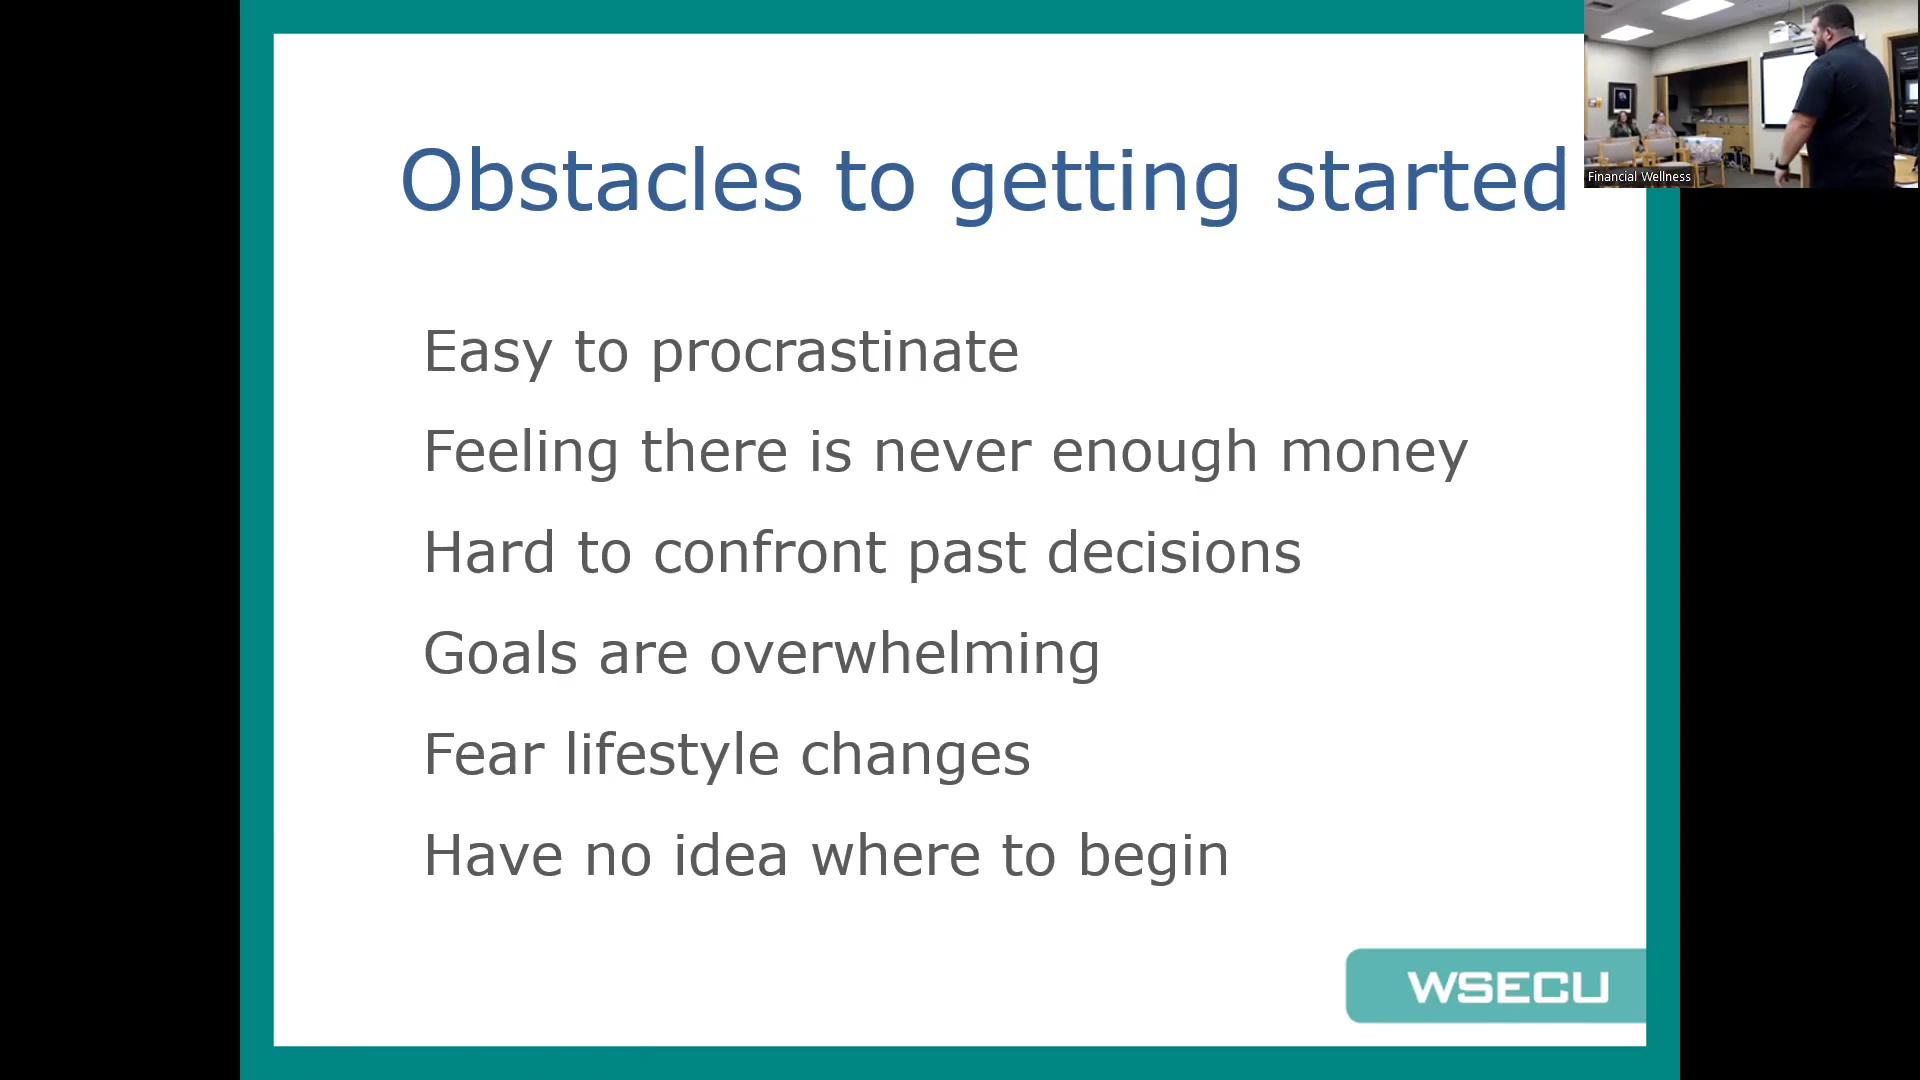 Obstacles to getting started
Financial Wellness
Easy to procrastinate
Feeling there is never enough money
Hard to confront past decisions
Goals are overwhelming
Fear lifestyle changes
Have no idea where to begin
WSECU